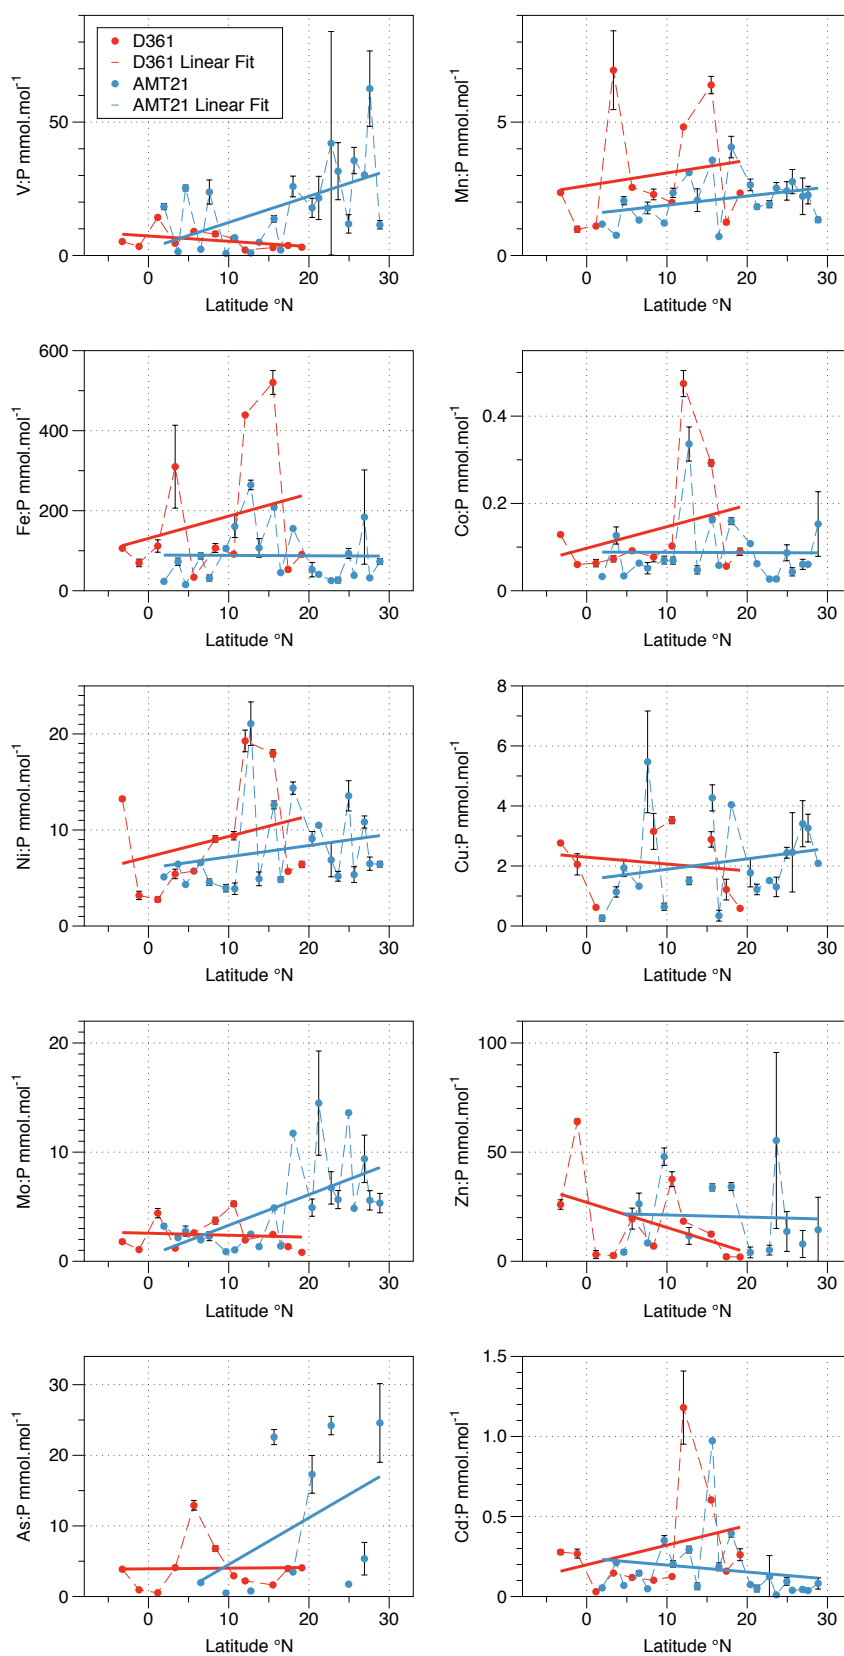 D361
D361 Linear Fit
AMT21
AMT21 Linear Fit
V:P mmol.mol⁻¹
50
0
0 10 20 30
Latitude °N
Mn:P mmol.mol⁻¹
5
0
0 10 20 30
Latitude °N
Fe:P mmol.mol⁻¹
600
400
200
0
0 10 20 30
Latitude °N
Co:P mmol.mol⁻¹
0.4
0.2
0
0 10 20 30
Latitude °N
Ni:P mmol.mol⁻¹
20
10
0
0 10 20 30
Latitude °N
Cu:P mmol.mol⁻¹
8
6
4
2
0
0 10 20 30
Latitude °N
Mo:P mmol.mol⁻¹
20
10
0
0 10 20 30
Latitude °N
Zn:P mmol.mol⁻¹
100
50
0
0 10 20 30
Latitude °N
As:P mmol.mol⁻¹
30
20
10
0
0 10 20 30
Latitude °N
Cd:P mmol.mol⁻¹
1.5
1.0
0.5
0
0 10 20 30
Latitude °N